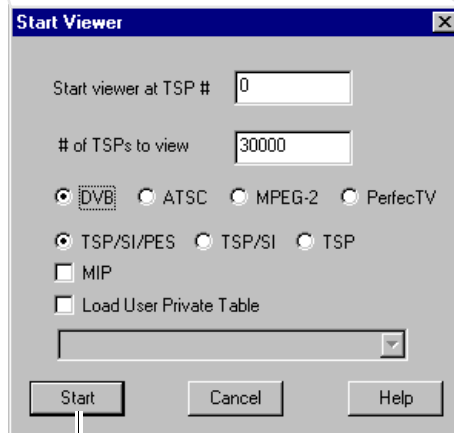 Start Viewer
Start viewer at TSP # 0
# of TSPs to view 30000
DVB ATSC MPEG-2 PerfecTV
TSP/SI/PES TSP/SI TSP
MIP
Load User Private Table
Start Cancel Help